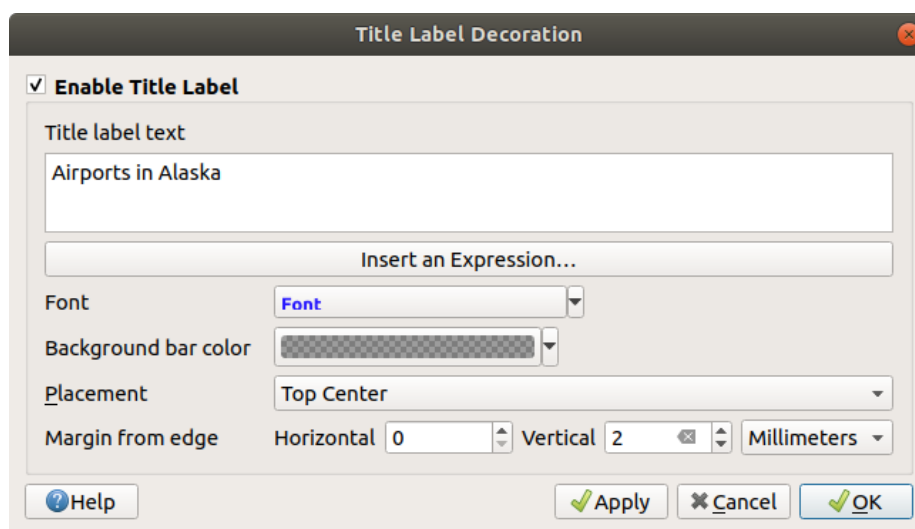 Title Label Decoration
Enable Title Label
Title label text
Airports in Alaska
Insert an Expression…
Font Font
Background bar color
Placement Top Center
Margin from edge Horizontal 0 Vertical 2 Millimeters
Help Apply Cancel OK